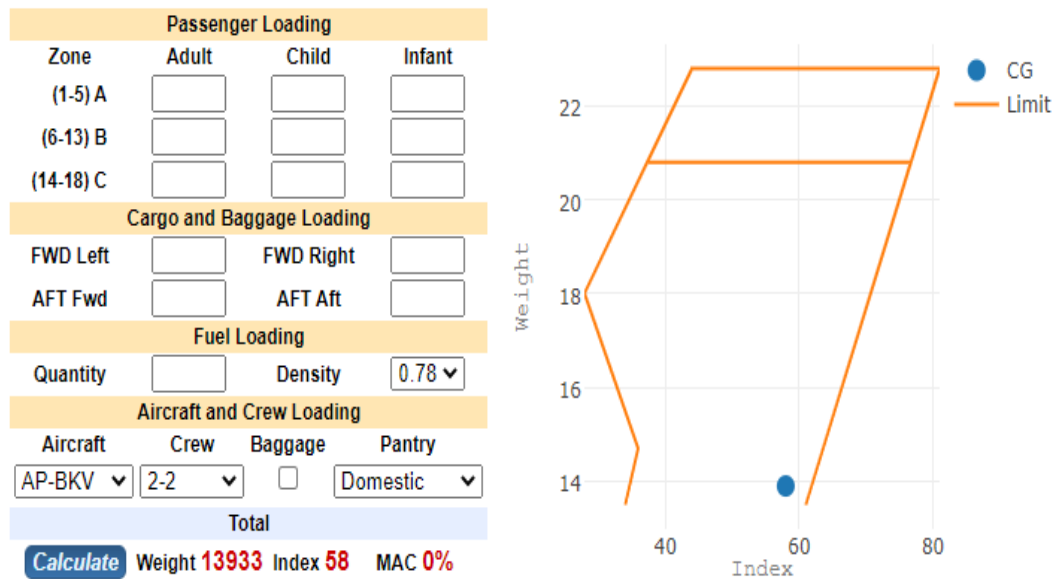 Passenger Loading
Zone Adult Child Infant
(1-5) A
(6-13) B
(14-18) C
Cargo and Baggage Loading
FWD Left FWD Right
AFT Fwd AFT Aft
Fuel Loading
Quantity Density 0.78
Aircraft and Crew Loading
Aircraft Crew Baggage Pantry
AP-BKV 2-2 Domestic
Total
Calculate Weight 13933 Index 58 MAC 0%
CG
Limit
22
20
18
16
14
Weight
40 60 80
Index